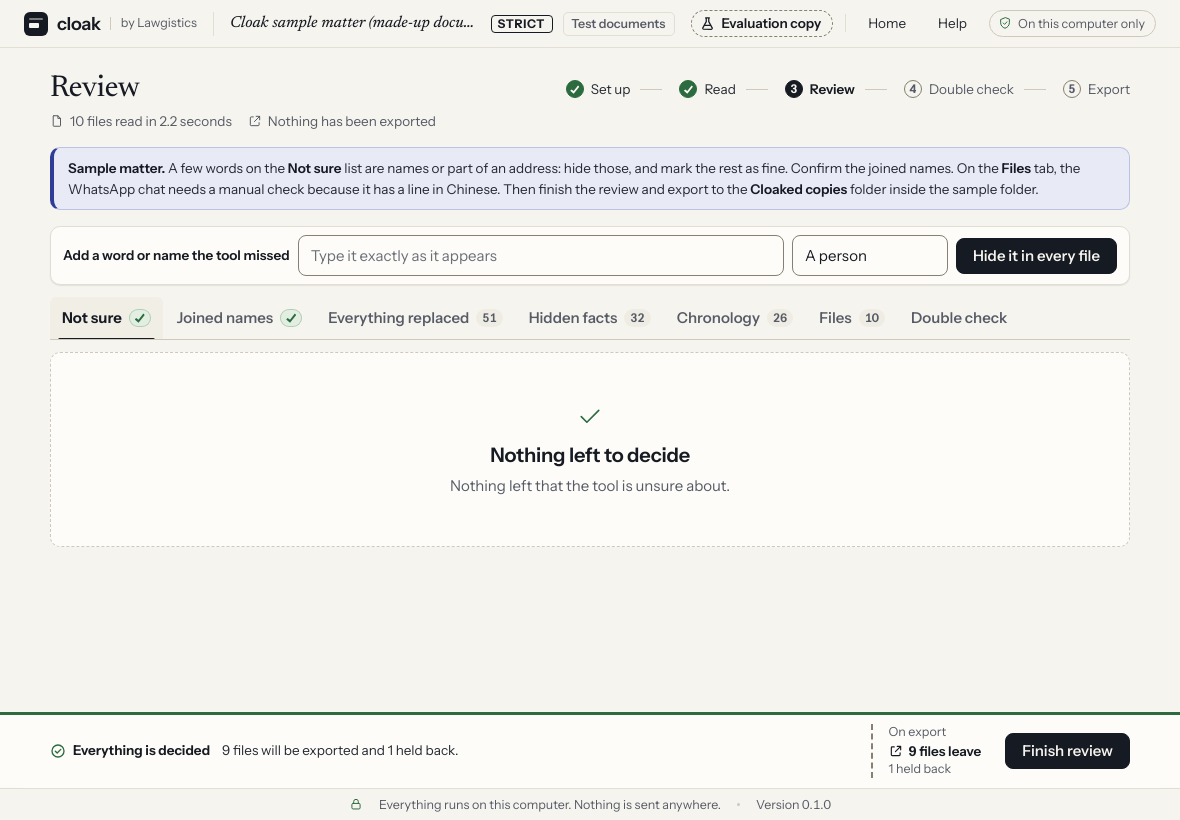 cloak by Lawgistics Cloak sample matter (made-up docu... STRICT Test documents Evaluation copy Home Help On this computer only
Review
Set up Read 3 Review 4 Double check 5 Export
10 files read in 2.2 seconds Nothing has been exported
Sample matter. A few words on the Not sure list are names or part of an address: hide those, and mark the rest as fine. Confirm the joined names. On the Files tab, the
WhatsApp chat needs a manual check because it has a line in Chinese. Then finish the review and export to the Cloaked copies folder inside the sample folder.
Add a word or name the tool missed Type it exactly as it appears A person Hide it in every file
Not sure Joined names Everything replaced 51 Hidden facts 32 Chronology 26 Files 10 Double check
Nothing left to decide
Nothing left that the tool is unsure about.
Everything is decided 9 files will be exported and 1 held back.
On export
9 files leave
1 held back
Finish review
Everything runs on this computer. Nothing is sent anywhere. • Version 0.1.0